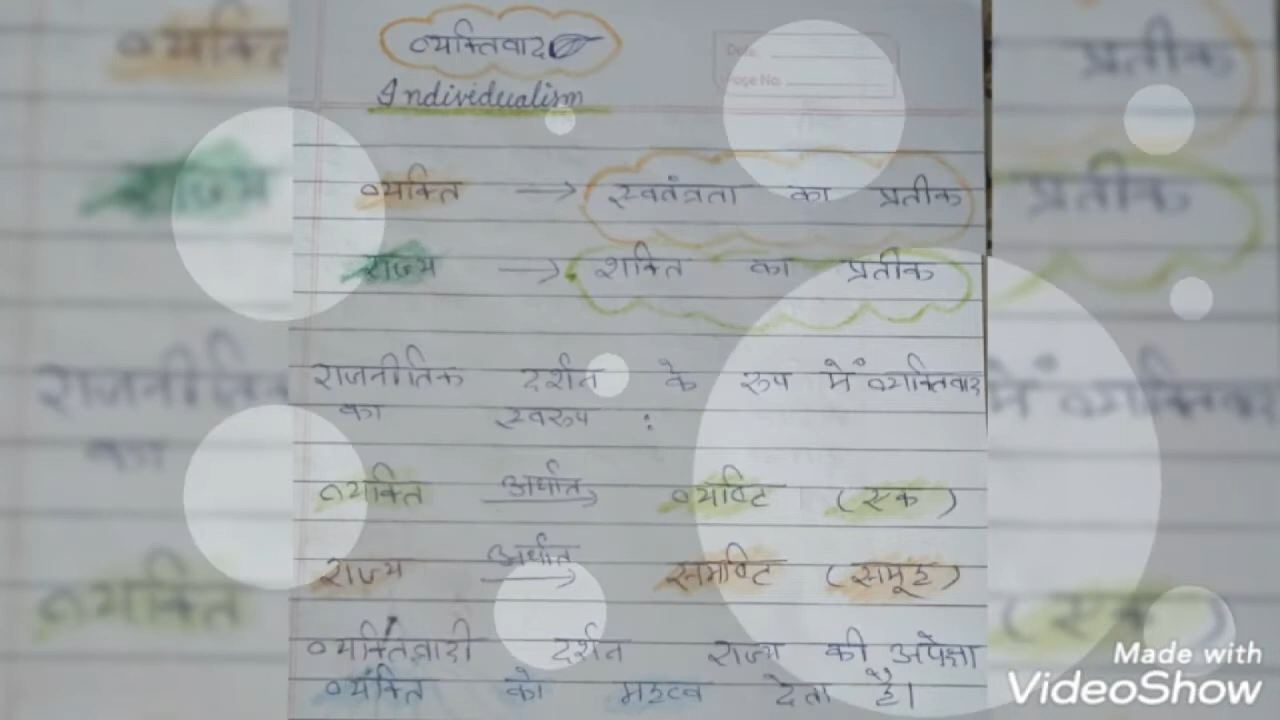 व्यक्तिवाद
Individualism
Date
Page No.
व्यक्ति → स्वतंत्रता का प्रतीक
राज्य → शक्ति का प्रतीक
राजनीतिक दर्शन के रूप में व्यक्तिवाद
का स्वरूप :
व्यक्ति अर्थात → व्यष्टि (एक)
राज्य अर्थात → समष्टि (समूह)
व्यक्तिवादी दर्शन राज्य की अपेक्षा
व्यक्ति को महत्व देता है।
Made with
VideoShow